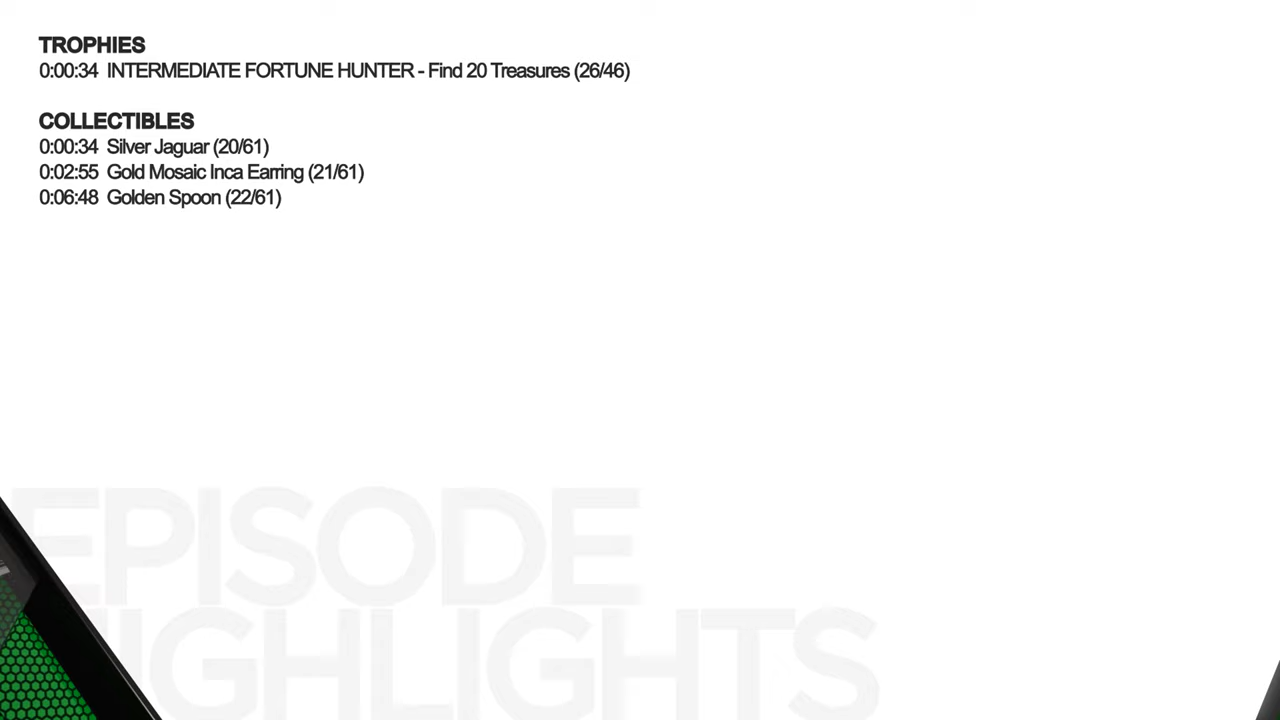 TROPHIES
0:00:34 INTERMEDIATE FORTUNE HUNTER - Find 20 Treasures (26/46)
COLLECTIBLES
0:00:34 Silver Jaguar (20/61)
0:02:55 Gold Mosaic Inca Earring (21/61)
0:06:48 Golden Spoon (22/61)
EPISODE
HIGHLIGHTS